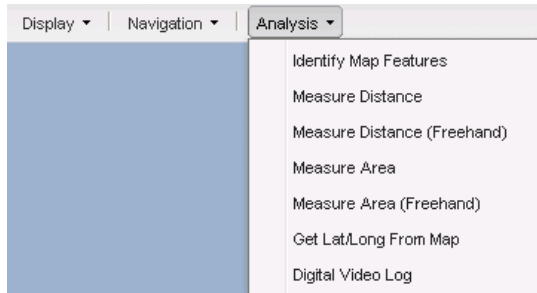 Display Navigation Analysis
Identify Map Features
Measure Distance
Measure Distance (Freehand)
Measure Area
Measure Area (Freehand)
Get Lat/Long From Map
Digital Video Log